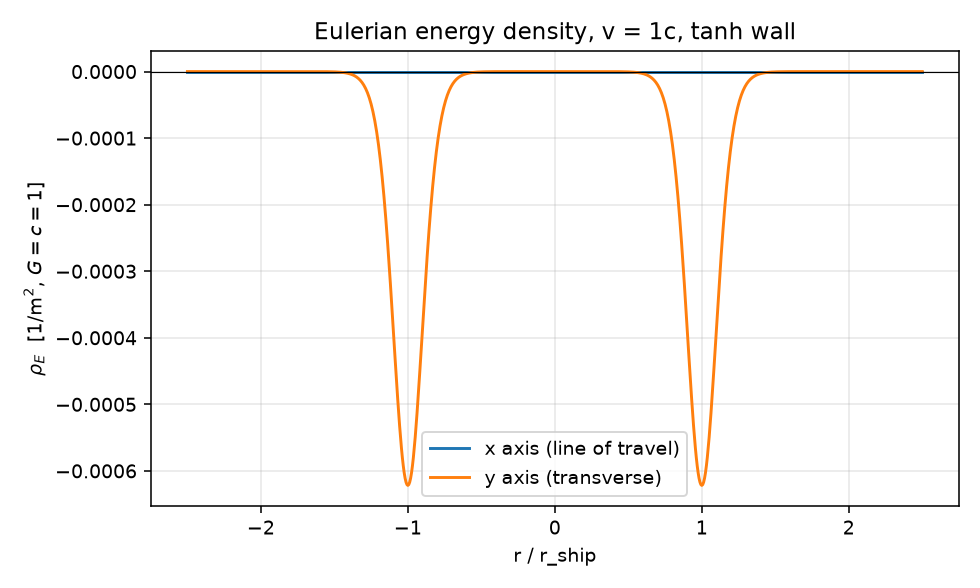 Eulerian energy density, v = 1c, tanh wall
ρ_E [1/m², G = c = 1]
0.0000
−0.0001
−0.0002
−0.0003
−0.0004
−0.0005
−0.0006
x axis (line of travel)
y axis (transverse)
−2
−1
0
1
2
r / r_ship